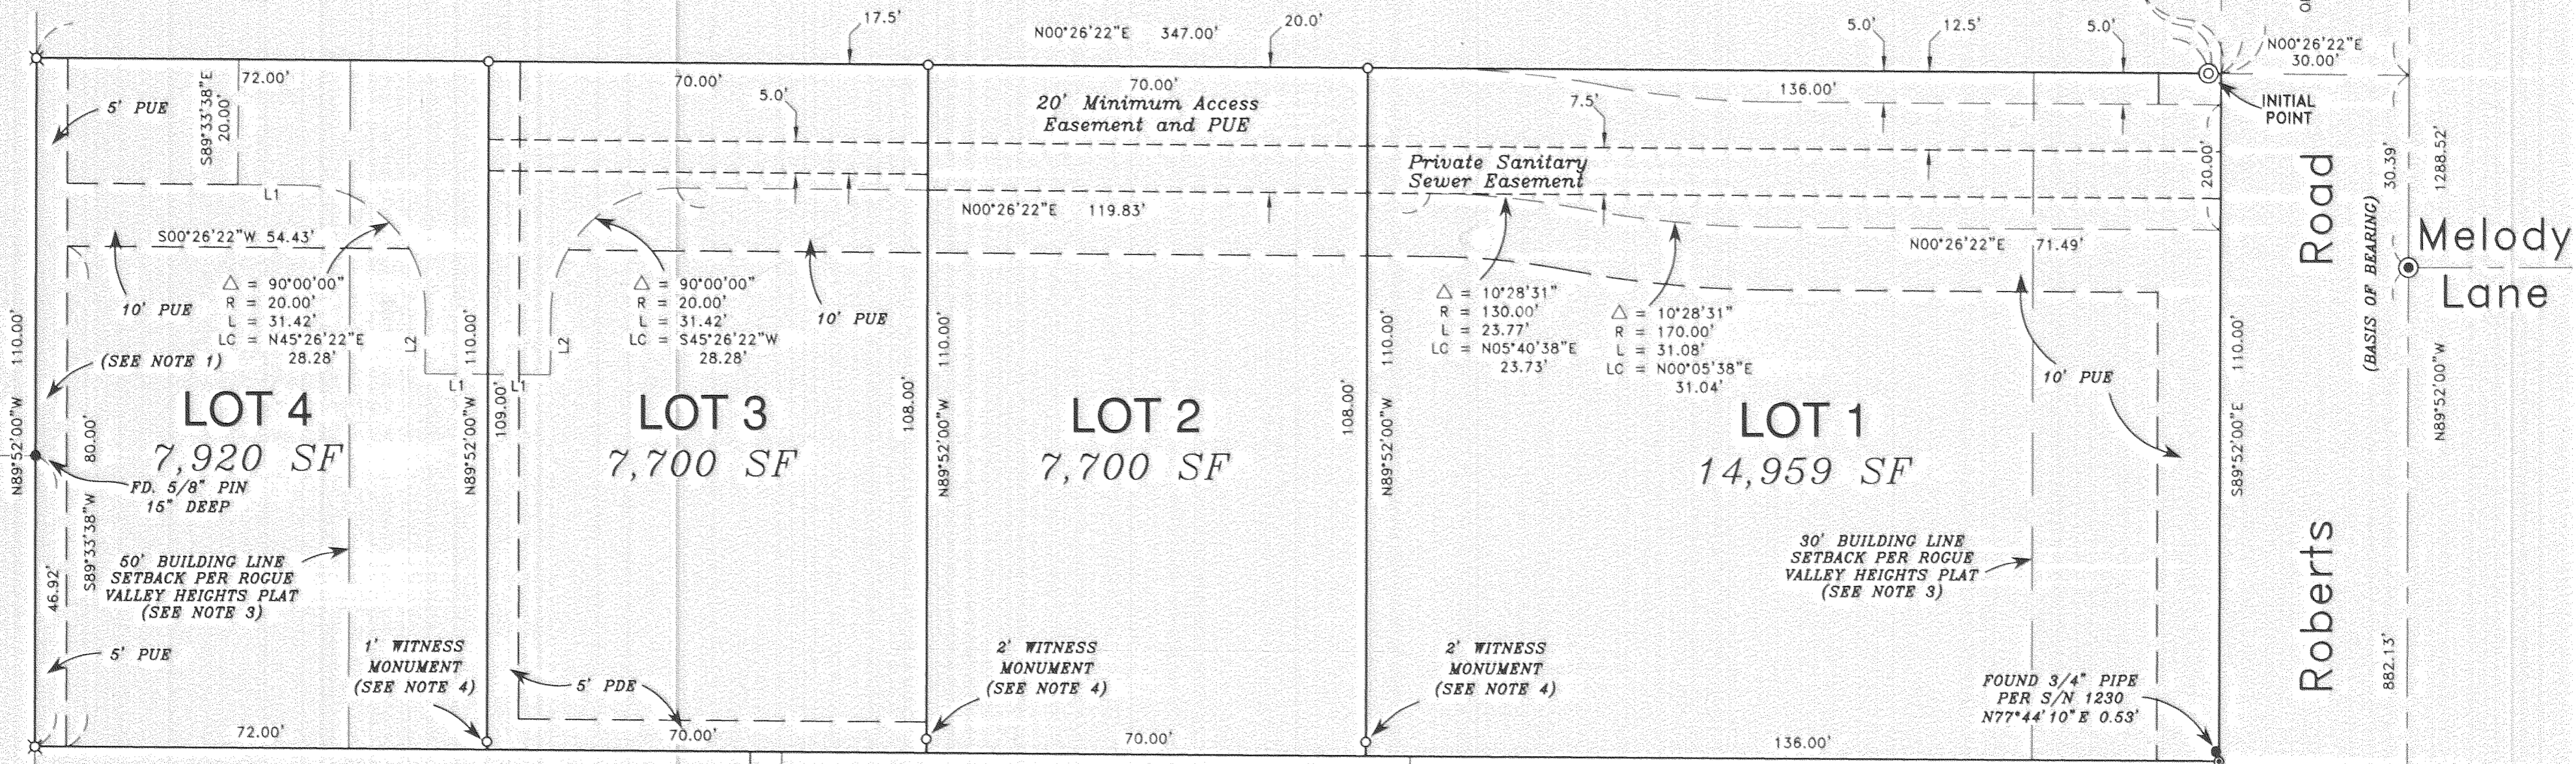 17.5'
N00°26'22"E 347.00'
20.0'
5.0'
12.5'
5.0'
N00°26'22"E
30.00'
72.00'
70.00'
70.00'
136.00'
5' PUE
S89°33'38"E
20.00'
5.0'
20' Minimum Access
Easement and PUE
7.5'
INITIAL
POINT
Private Sanitary
Sewer Easement
20.00'
30.39'
1288.52'
L1
N00°26'22"E 119.83'
S00°26'22"W 54.43'
N00°26'22"E 71.49'
Melody
Lane
Road
(BASIS OF BEARING)
△ = 90°00'00"
R = 20.00'
L = 31.42'
LC = N45°26'22"E
28.28'
△ = 90°00'00"
R = 20.00'
L = 31.42'
LC = S45°26'22"W
28.28'
10' PUE
10' PUE
△ = 10°28'31"
R = 130.00'
L = 23.77'
LC = N05°40'38"E
23.73'
△ = 10°28'31"
R = 170.00'
L = 31.08'
LC = N00°05'38"E
31.04'
10' PUE
(SEE NOTE 1)
L2
L2
L1
L1
N89°52'00"W 110.00'
N89°52'00"W 110.00'
109.00'
108.00'
N89°52'00"W 110.00'
108.00'
N89°52'00"W 110.00'
S89°52'00"E 110.00'
N89°52'00"W
LOT 4
7,920 SF
LOT 3
7,700 SF
LOT 2
7,700 SF
LOT 1
14,959 SF
FD. 5/8" PIN
15" DEEP
S89°33'38"W 80.00'
46.92'
50' BUILDING LINE
SETBACK PER ROGUE
VALLEY HEIGHTS PLAT
(SEE NOTE 3)
30' BUILDING LINE
SETBACK PER ROGUE
VALLEY HEIGHTS PLAT
(SEE NOTE 3)
Roberts
882.13'
5' PUE
1' WITNESS
MONUMENT
(SEE NOTE 4)
5' PDE
2' WITNESS
MONUMENT
(SEE NOTE 4)
2' WITNESS
MONUMENT
(SEE NOTE 4)
FOUND 3/4" PIPE
PER S/N 1230
N77°44'10"E 0.53'
72.00'
70.00'
70.00'
136.00'